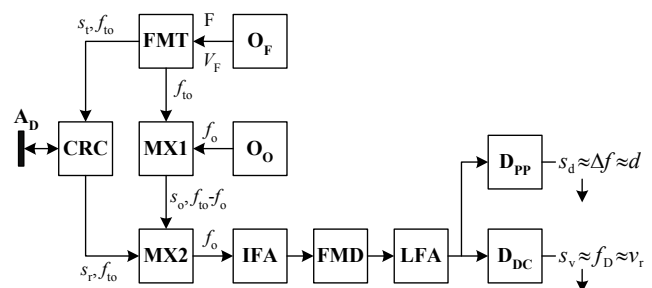 s_t, f_to
FMT
F
V_F
O_F
f_to
A_D
CRC
MX1
f_o
O_O
s_o, f_to-f_o
D_PP
s_d≈Δf≈d
s_r, f_to
MX2
f_o
IFA
FMD
LFA
D_DC
s_v≈f_D≈v_r